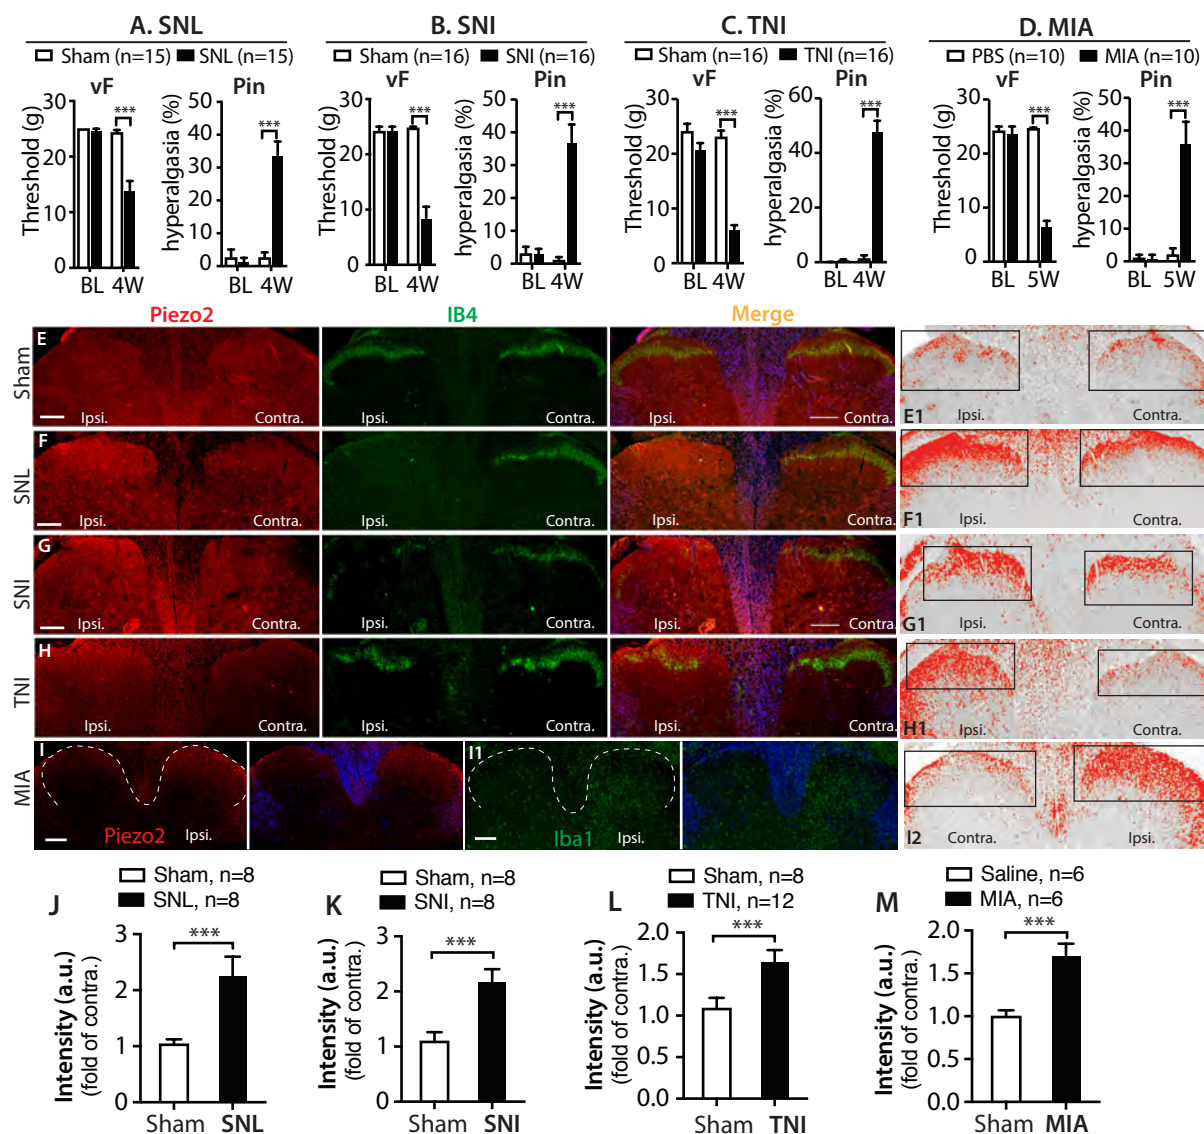 A. SNL
Sham (n=15) SNL (n=15)
vF
Pin
Threshold (g)
30
20
10
0
BL 4W
***
hyperalgasia (%)
50
40
30
20
10
0
BL 4W
***
B. SNI
Sham (n=16) SNI (n=16)
vF
Pin
Threshold (g)
30
20
10
0
BL 4W
***
hyperalgasia (%)
50
40
30
20
10
0
BL 4W
***
C. TNI
Sham (n=16) TNI (n=16)
vF
Pin
Threshold (g)
30
20
10
0
BL 4W
***
hyperalgasia (%)
60
40
20
0
BL 4W
***
D. MIA
PBS (n=10) MIA (n=10)
vF
Pin
Threshold (g)
30
20
10
0
BL 5W
***
hyperalgasia (%)
50
40
30
20
10
0
BL 5W
***
Piezo2 IB4 Merge
Sham
E
Ipsi. Contra.
Ipsi. Contra.
E1
Ipsi. Contra.
SNL
F
Ipsi. Contra.
Ipsi. Contra.
F1
Ipsi. Contra.
SNI
G
Ipsi. Contra.
Ipsi. Contra.
G1
Ipsi. Contra.
TNI
H
Ipsi. Contra.
Ipsi. Contra.
H1
Ipsi. Contra.
MIA
I
Piezo2 Ipsi.
I1
Iba1 Ipsi.
I2
Contra. Ipsi.
J
Sham, n=8
SNL, n=8
Intensity (a.u.)
(fold of contra.)
3
2
1
0
***
Sham SNL
K
Sham, n=8
SNI, n=8
Intensity (a.u.)
(fold of contra.)
3
2
1
0
***
Sham SNI
L
Sham, n=8
TNI, n=12
Intensity (a.u.)
(fold of contra.)
2.0
1.5
1.0
0.5
0.0
***
Sham TNI
M
Saline, n=6
MIA, n=6
Intensity (a.u.)
(fold of contra.)
2.0
1.5
1.0
0.5
0.0
***
Sham MIA